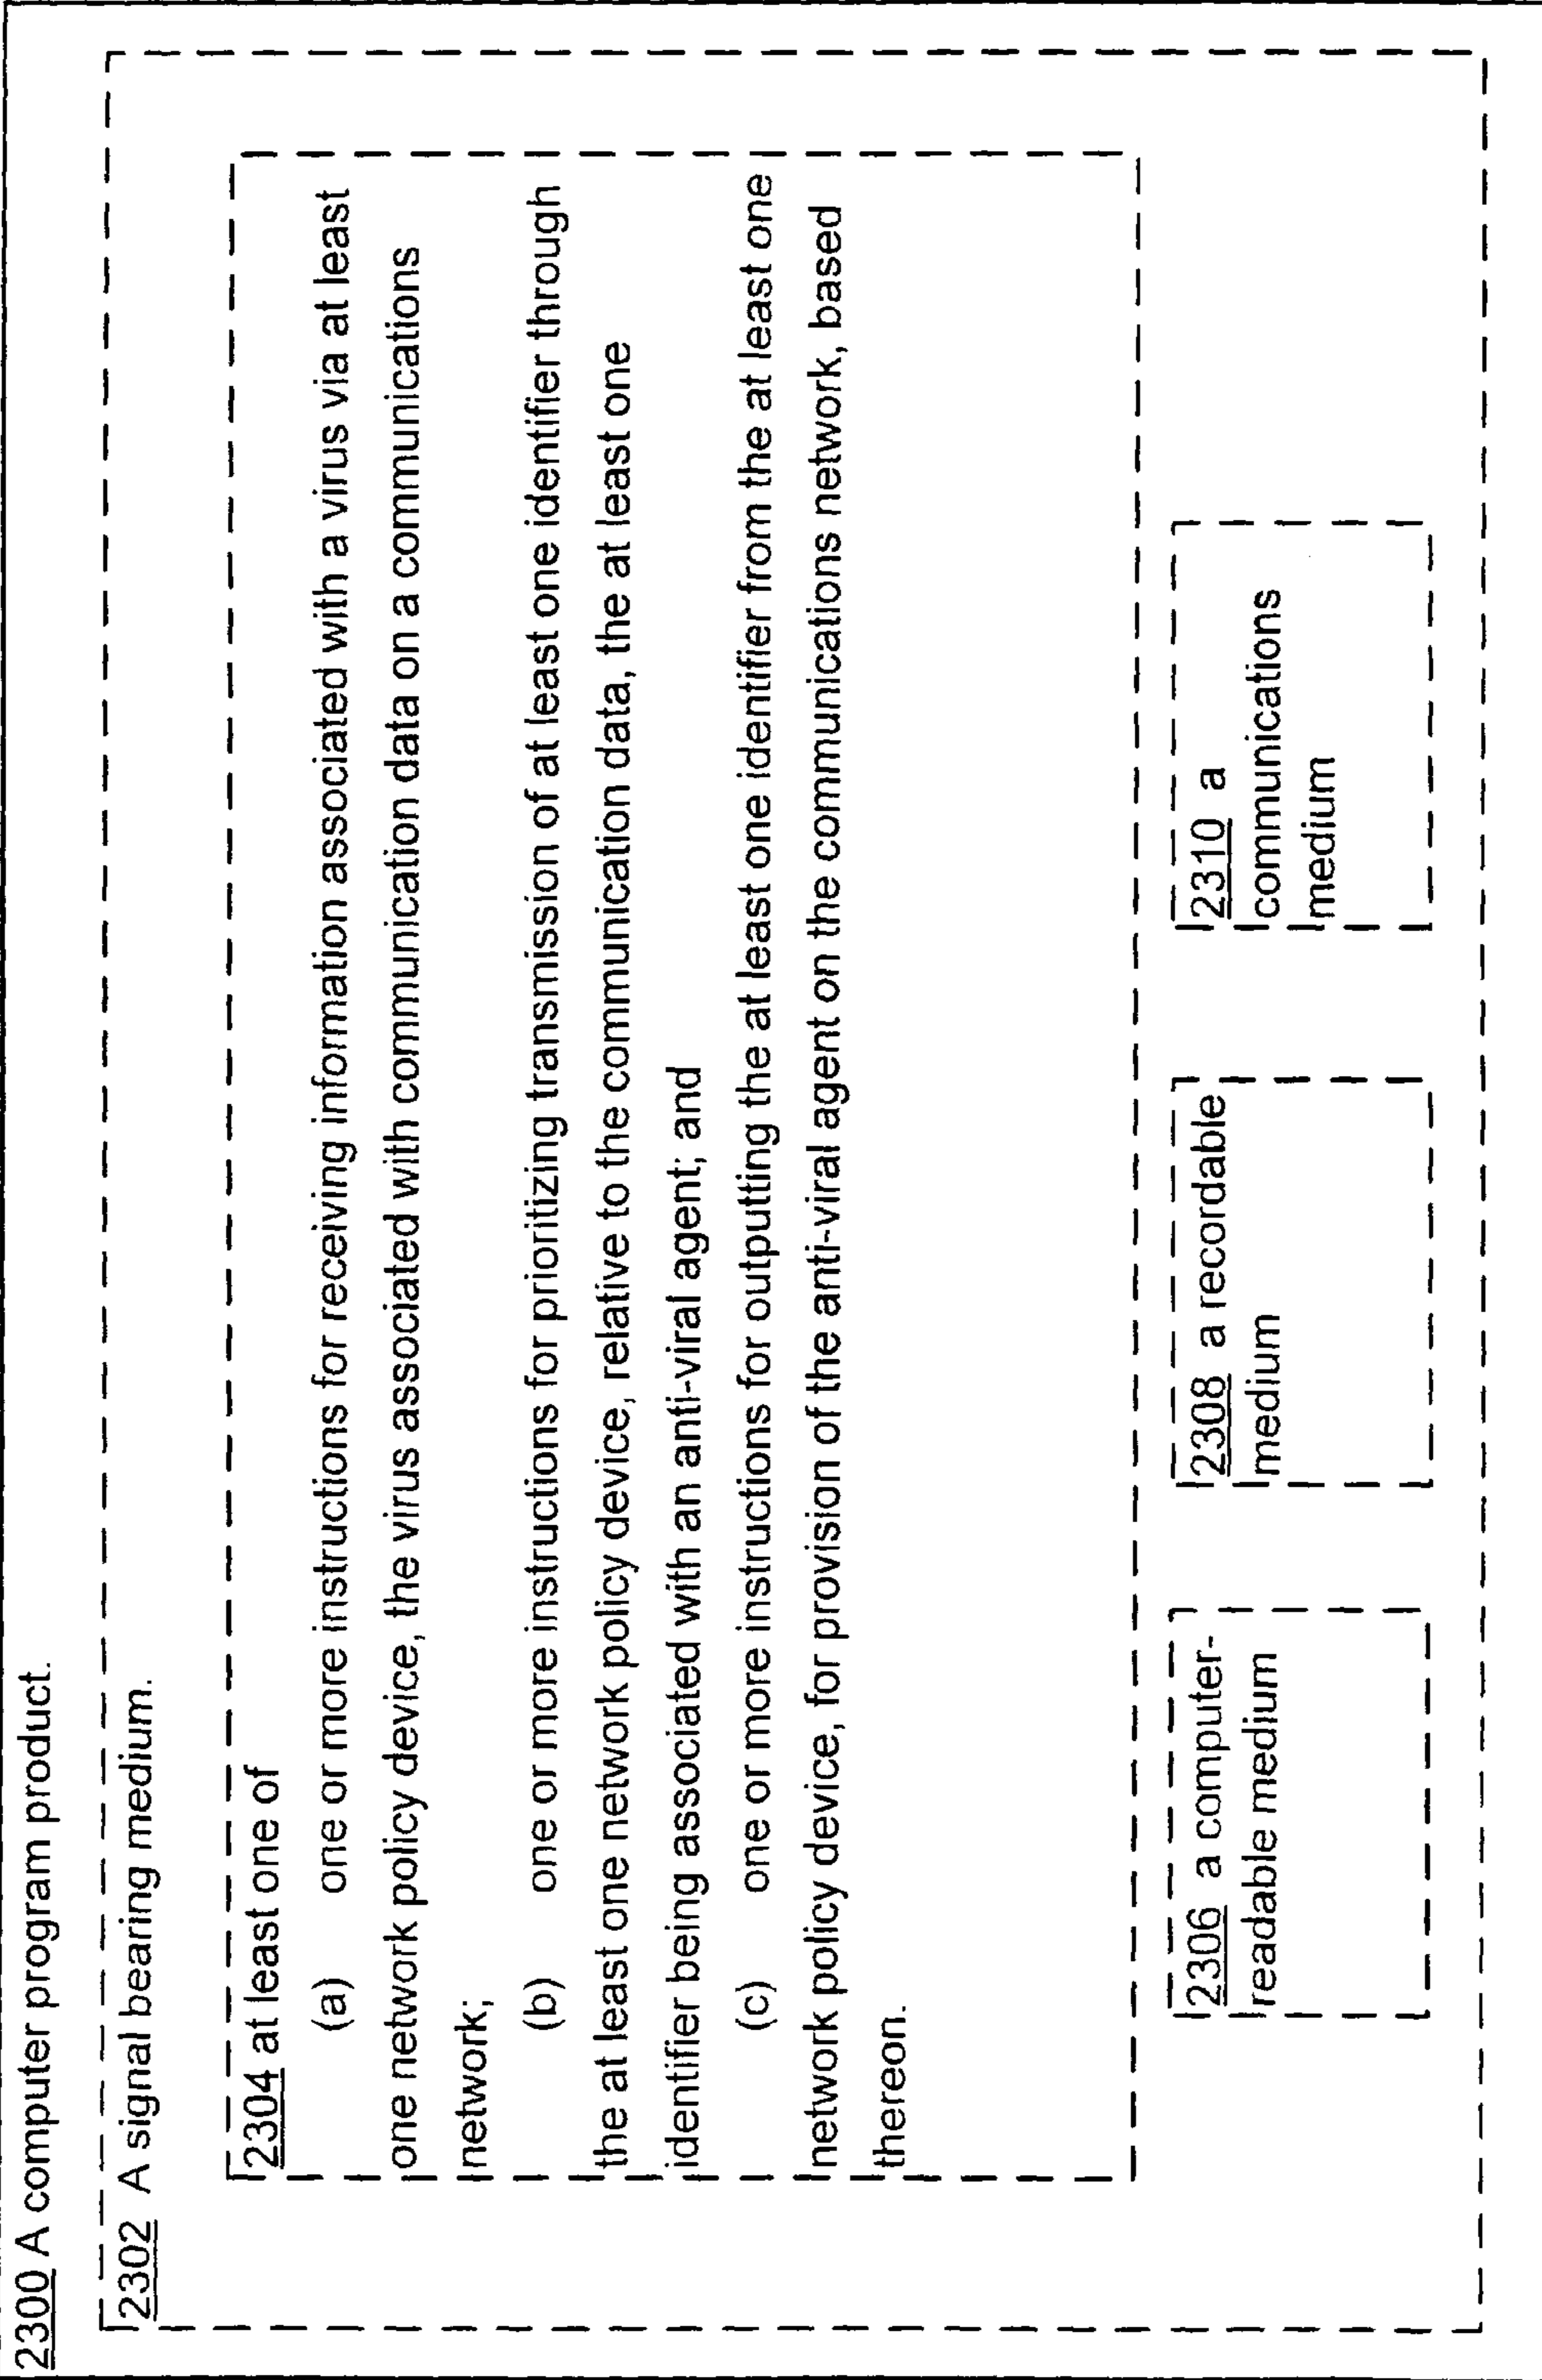 2300 A computer program product.
2302 A signal bearing medium.
2304 at least one of
(a) one or more instructions for receiving information associated with a virus via at least
one network policy device, the virus associated with communication data on a communications
network;
(b) one or more instructions for prioritizing transmission of at least one identifier through
the at least one network policy device, relative to the communication data, the at least one
identifier being associated with an anti-viral agent; and
(c) one or more instructions for outputting the at least one identifier from the at least one
network policy device, for provision of the anti-viral agent on the communications network, based
thereon.
2306 a computer-
readable medium
2308 a recordable
medium
2310 a
communications
medium